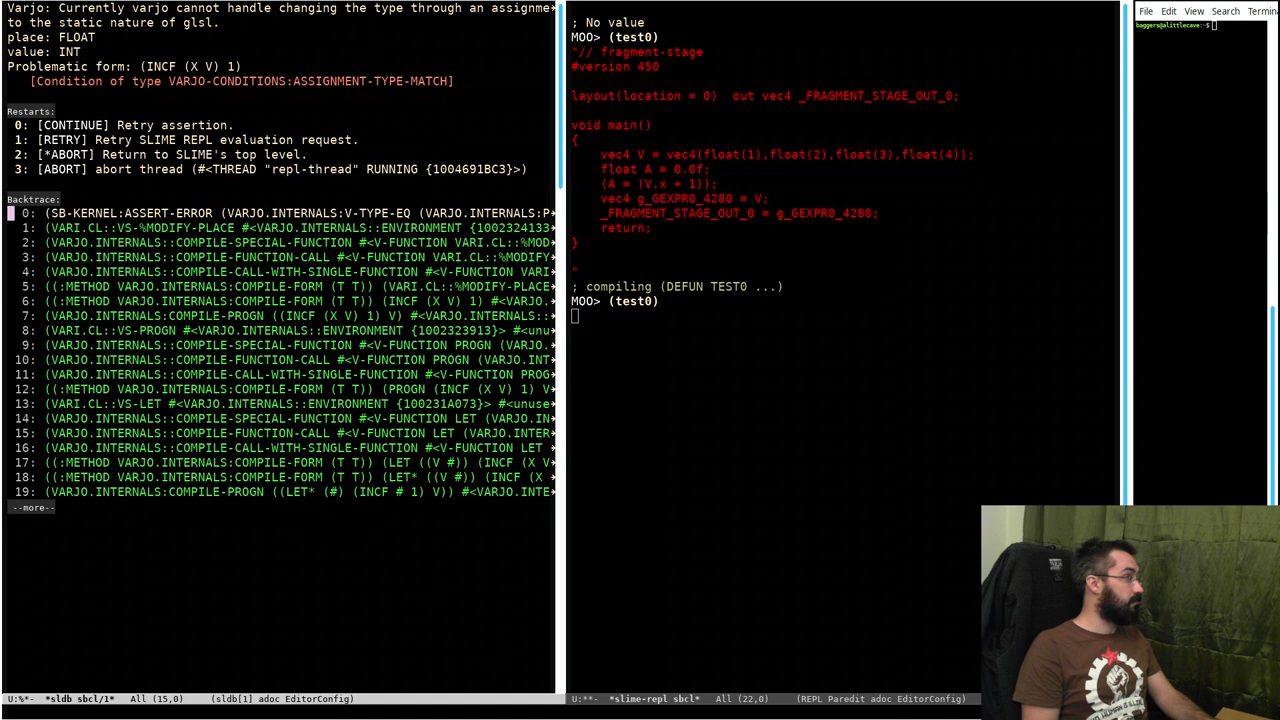 Varjo: Currently varjo cannot handle changing the type through an assignme
to the static nature of glsl.
place: FLOAT
value: INT
Problematic form: (INCF (X V) 1)
[Condition of type VARJO-CONDITIONS:ASSIGNMENT-TYPE-MATCH]
Restarts:
0: [CONTINUE] Retry assertion.
1: [RETRY] Retry SLIME REPL evaluation request.
2: [*ABORT] Return to SLIME's top level.
3: [ABORT] abort thread (#<THREAD "repl-thread" RUNNING {1004691BC3}>)
Backtrace:
0: (SB-KERNEL:ASSERT-ERROR (VARJO.INTERNALS:V-TYPE-EQ (VARJO.INTERNALS:P
1: (VARI.CL::VS-%MODIFY-PLACE #<VARJO.INTERNALS::ENVIRONMENT {1002324133
2: (VARJO.INTERNALS::COMPILE-SPECIAL-FUNCTION #<V-FUNCTION VARI.CL::%MOD
3: (VARJO.INTERNALS::COMPILE-FUNCTION-CALL #<V-FUNCTION VARI.CL::%MODIFY
4: (VARJO.INTERNALS::COMPILE-CALL-WITH-SINGLE-FUNCTION #<V-FUNCTION VARI
5: ((:METHOD VARJO.INTERNALS:COMPILE-FORM (T T)) (VARI.CL::%MODIFY-PLACE
6: ((:METHOD VARJO.INTERNALS:COMPILE-FORM (T T)) (INCF (X V) 1) #<VARJO.
7: (VARJO.INTERNALS:COMPILE-PROGN ((INCF (X V) 1) V) #<VARJO.INTERNALS::
8: (VARI.CL::VS-PROGN #<VARJO.INTERNALS::ENVIRONMENT {1002323913}> #<unu
9: (VARJO.INTERNALS::COMPILE-SPECIAL-FUNCTION #<V-FUNCTION PROGN (VARJO.
10: (VARJO.INTERNALS::COMPILE-FUNCTION-CALL #<V-FUNCTION PROGN (VARJO.INT
11: (VARJO.INTERNALS::COMPILE-CALL-WITH-SINGLE-FUNCTION #<V-FUNCTION PROG
12: ((:METHOD VARJO.INTERNALS:COMPILE-FORM (T T)) (PROGN (INCF (X V) 1) V
13: (VARI.CL::VS-LET #<VARJO.INTERNALS::ENVIRONMENT {100231A073}> #<unuse
14: (VARJO.INTERNALS::COMPILE-SPECIAL-FUNCTION #<V-FUNCTION LET (VARJO.IN
15: (VARJO.INTERNALS::COMPILE-FUNCTION-CALL #<V-FUNCTION LET (VARJO.INTER
16: (VARJO.INTERNALS::COMPILE-CALL-WITH-SINGLE-FUNCTION #<V-FUNCTION LET
17: ((:METHOD VARJO.INTERNALS:COMPILE-FORM (T T)) (LET ((V #)) (INCF (X V
18: ((:METHOD VARJO.INTERNALS:COMPILE-FORM (T T)) (LET* ((V #)) (INCF (X
19: (VARJO.INTERNALS:COMPILE-PROGN ((LET* (#) (INCF # 1) V)) #<VARJO.INTE
--more--
U:%*-  *sldb sbcl/1*  All (15,0)  (sldb[1] adoc EditorConfig)
; No value
MOO> (test0)
"// fragment-stage
#version 450
layout(location = 0)  out vec4 _FRAGMENT_STAGE_OUT_0;
void main()
{
vec4 V = vec4(float(1),float(2),float(3),float(4));
float A = 0.0f;
(A = (V.x + 1));
vec4 g_GEXPR0_4280 = V;
_FRAGMENT_STAGE_OUT_0 = g_GEXPR0_4280;
return;
}
"
; compiling (DEFUN TEST0 ...)
MOO> (test0)
U:**-  *slime-repl sbcl*  All (22,0)  (REPL Paredit adoc EditorConfig)
File Edit View Search Termin
baggers@alittlecave:~$